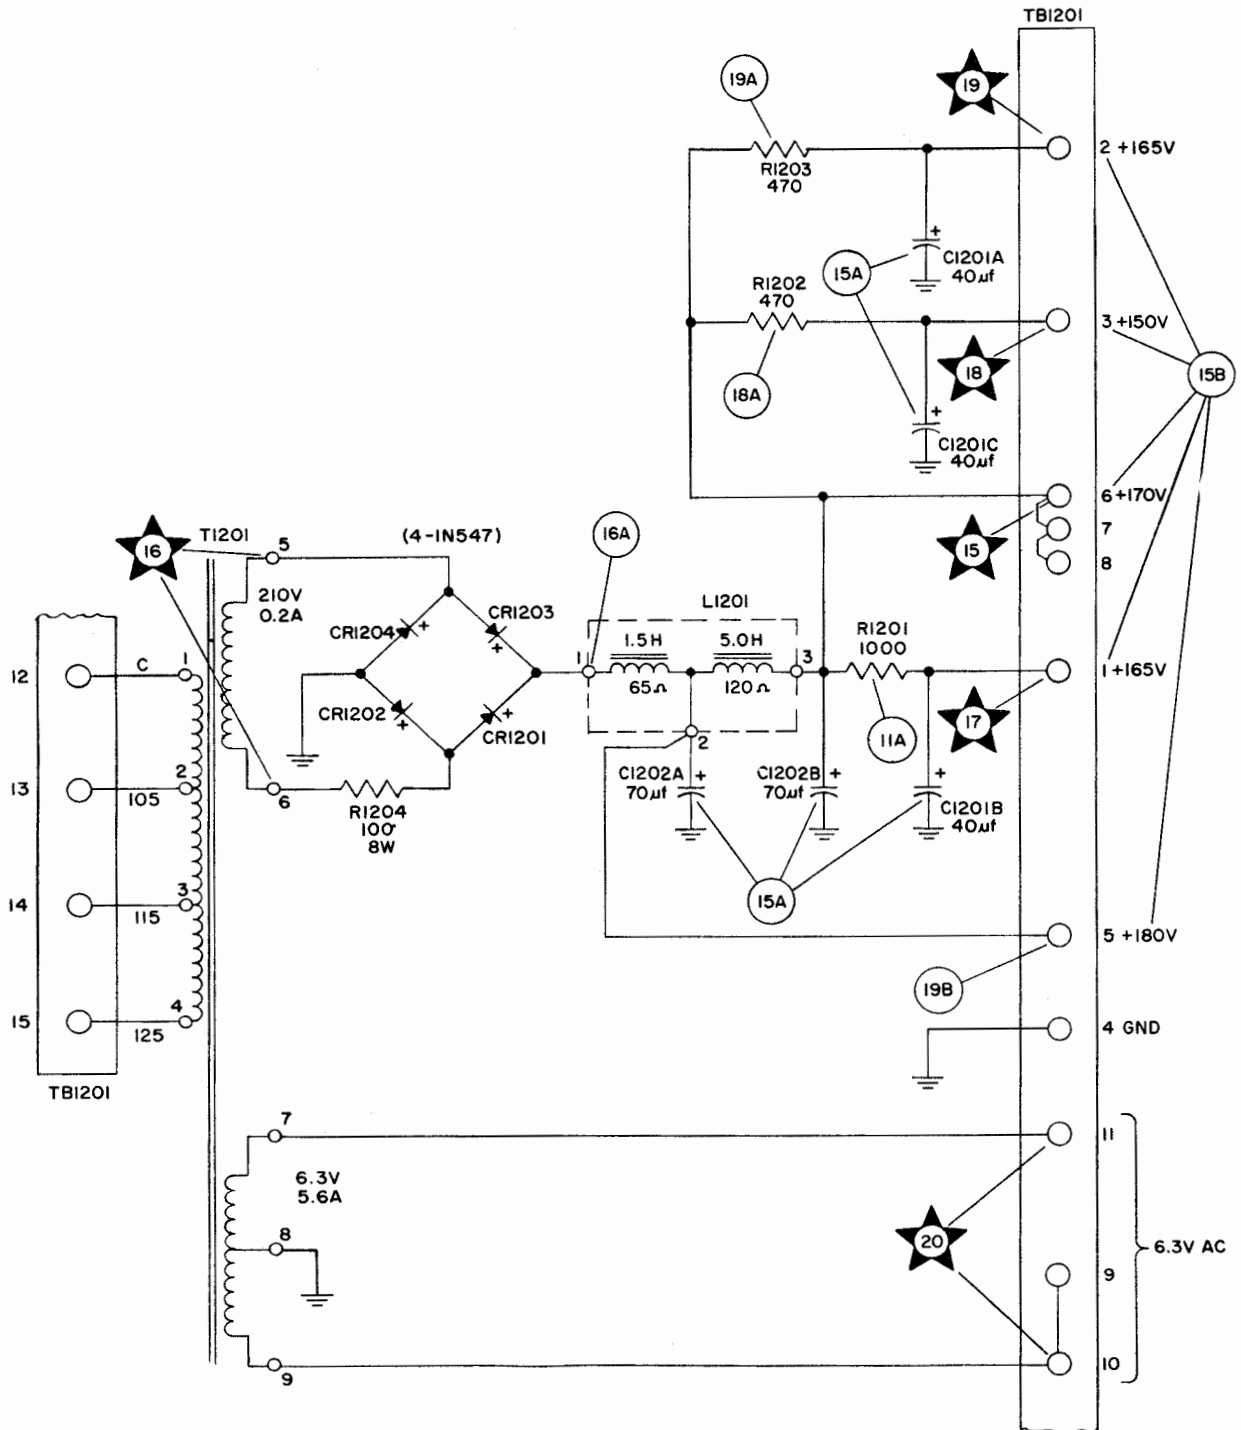 TB1201
19A
19
2 +165V
R1203
470
+
C1201A
40µf
15A
R1202
470
3 +150V
18
15B
18A
+
C1201C
40µf
6 +170V
16A
15
7
8
16
T1201
5
(4-1N547)
210V
0.2A
CR1204
+
CR1203
+
L1201
1.5H
5.0H
R1201
1000
1
3
65Ω
120Ω
1 +165V
12
C
1
CR1202
+
CR1201
+
2
11A
17
13
105
2
6
R1204
100
8W
C1202A
70µf
+
C1202B
70µf
+
+
C1201B
40µf
14
115
3
15A
5 +180V
19B
15
125
4
4 GND
TB1201
7
11
6.3V
5.6A
8
20
6.3V AC
9
9
10